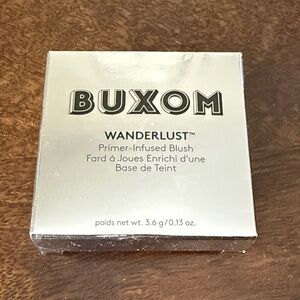 BUXOM
WANDERLUST™
Primer-Infused Blush
Fard à Joues Enrichi d'une
Base de Teint
poids net wt. 3.6 g/0.13 oz.